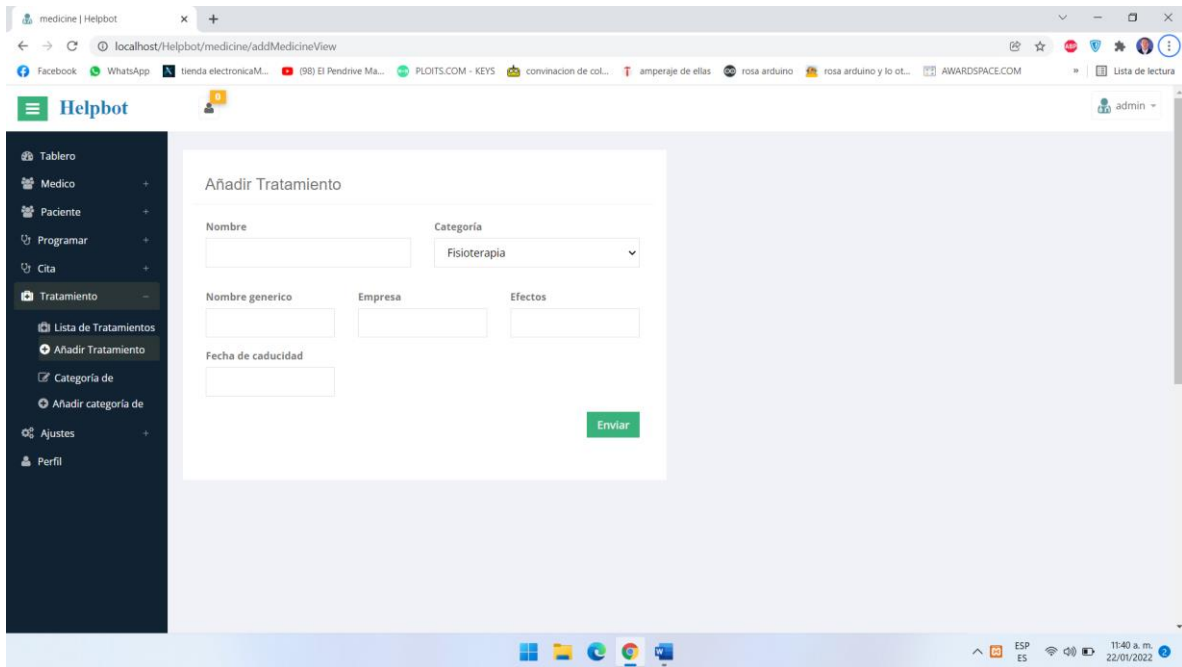 medicine | Helpbot
localhost/Helpbot/medicine/addMedicineView
Facebook WhatsApp tienda electronicaM... (98) El Pendrive Ma... PLOITS.COM - KEYS convinacion de col... amperaje de ellas rosa arduino rosa arduino y lo ot... AWARDSPACE.COM » Lista de lectura
Helpbot 0 admin
Tablero
Medico +
Paciente +
Programar +
Cita +
Tratamiento −
Lista de Tratamientos
Añadir Tratamiento
Categoría de
Añadir categoría de
Ajustes +
Perfil
Añadir Tratamiento
Nombre Categoría
Fisioterapia
Nombre generico Empresa Efectos
Fecha de caducidad
Enviar
ESP
ES
11:40 a. m.
22/01/2022
2